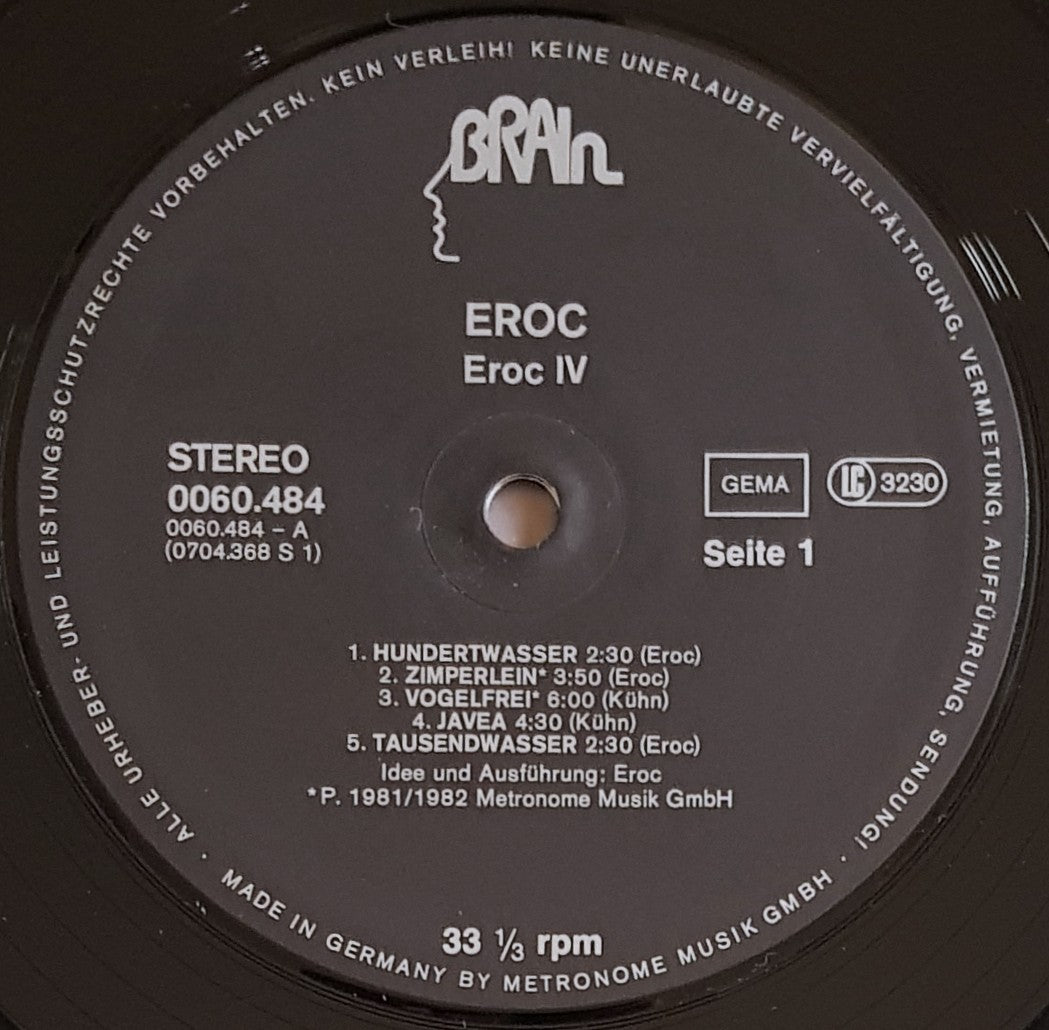 ALLE URHEBER- UND LEISTUNGSSCHUTZRECHTE VORBEHALTEN. KEIN VERLEIH! KEINE UNERLAUBTE VERVIELFÄLTIGUNG, VERMIETUNG, AUFFÜHRUNG, SENDUNG!
BRAIn
EROC
Eroc IV
STEREO
0060.484
0060.484 – A
(0704.368 S 1)
GEMA
LC 3230
Seite 1
1. HUNDERTWASSER 2:30 (Eroc)
2. ZIMPERLEIN* 3:50 (Eroc)
3. VOGELFREI* 6:00 (Kühn)
4. JAVEA 4:30 (Kühn)
5. TAUSENDWASSER 2:30 (Eroc)
Idee und Ausführung: Eroc
*P. 1981/1982 Metronome Musik GmbH
33 ⅓ rpm
· MADE IN GERMANY BY METRONOME MUSIK GMBH ·